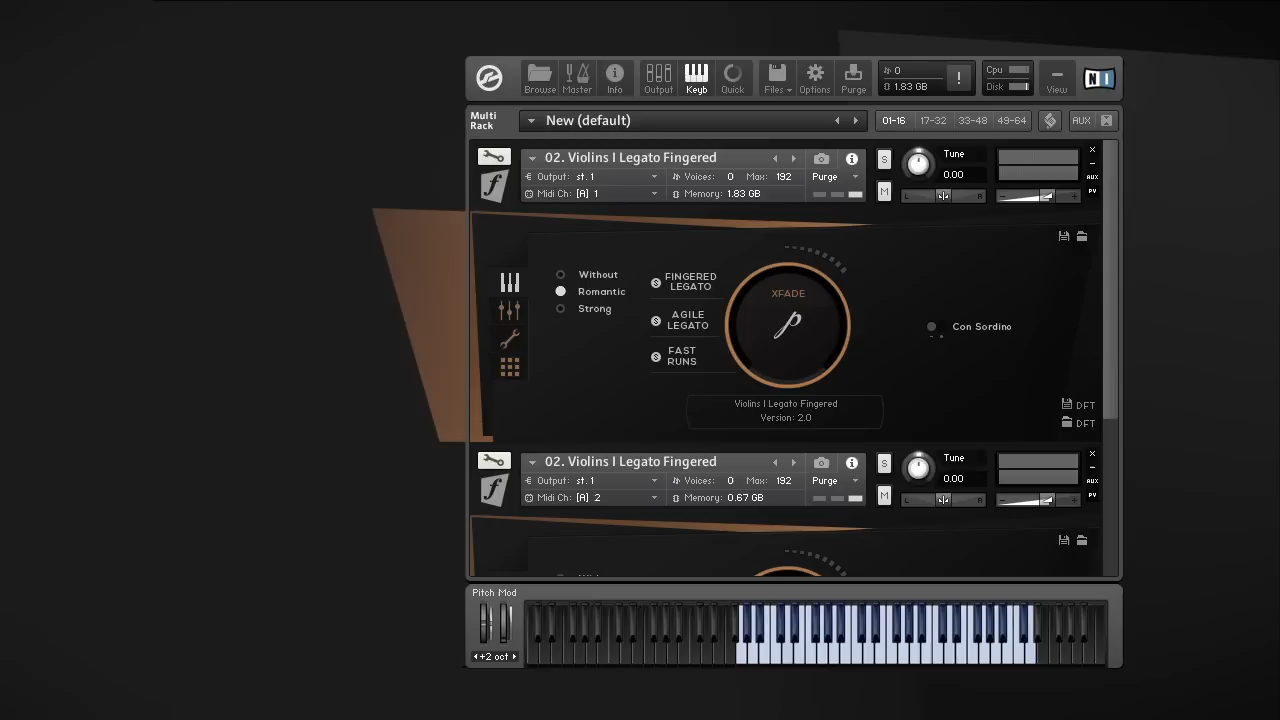 Browse Master Info Output Keyb Quick Files Options Purge 0 1.83 GB ! Cpu Disk View NI
Multi Rack New (default) 01-16 17-32 33-48 49-64 AUX
02. Violins I Legato Fingered S Tune
Output: st. 1 Voices: 0 Max: 192 Purge 0.00 AUX
Midi Ch: [A] 1 Memory: 1.83 GB M L R PV
Without
Romantic
Strong
FINGERED
LEGATO
AGILE
LEGATO
FAST
RUNS
XFADE
p
Con Sordino
Violins I Legato Fingered
Version: 2.0
DFT
DFT
02. Violins I Legato Fingered S Tune
Output: st. 1 Voices: 0 Max: 192 Purge 0.00 AUX
Midi Ch: [A] 2 Memory: 0.67 GB M L R PV
Pitch Mod
+2 oct